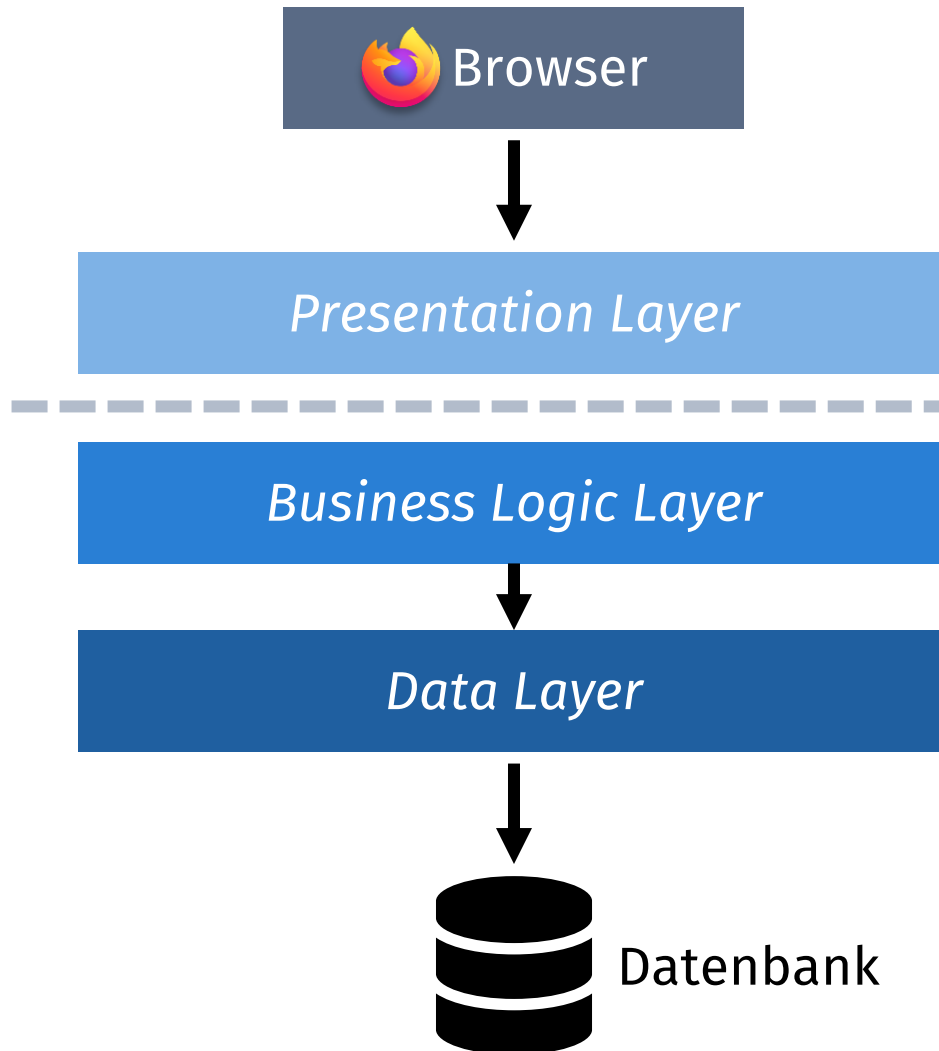 Browser
Presentation Layer
Business Logic Layer
Data Layer
Datenbank